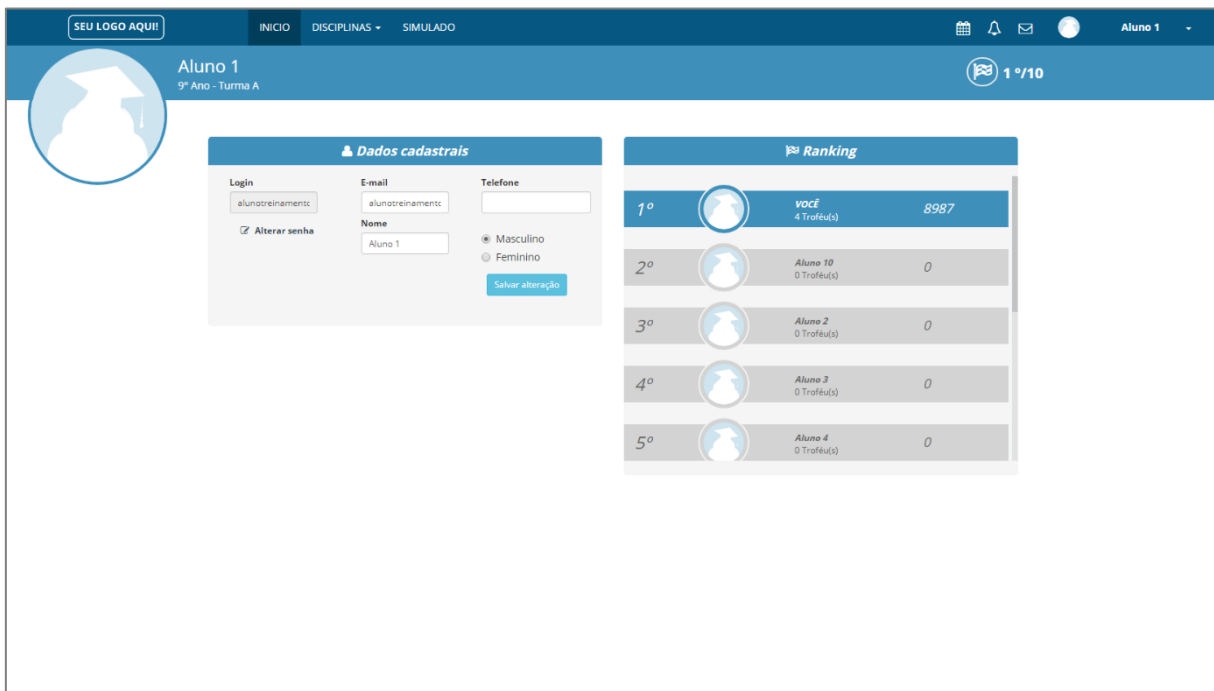 SEU LOGO AQUI! INICIO DISCIPLINAS SIMULADO Aluno 1
Aluno 1
9° Ano - Turma A
1 º/10
Dados cadastrais
Login E-mail Telefone
alunotreinamento alunotreinamento
Alterar senha
Nome
Aluno 1
Masculino
Feminino
Salvar alteração
Ranking
1º VOCÊ 8987
4 Troféu(s)
2º Aluno 10 0
0 Troféu(s)
3º Aluno 2 0
0 Troféu(s)
4º Aluno 3 0
0 Troféu(s)
5º Aluno 4 0
0 Troféu(s)